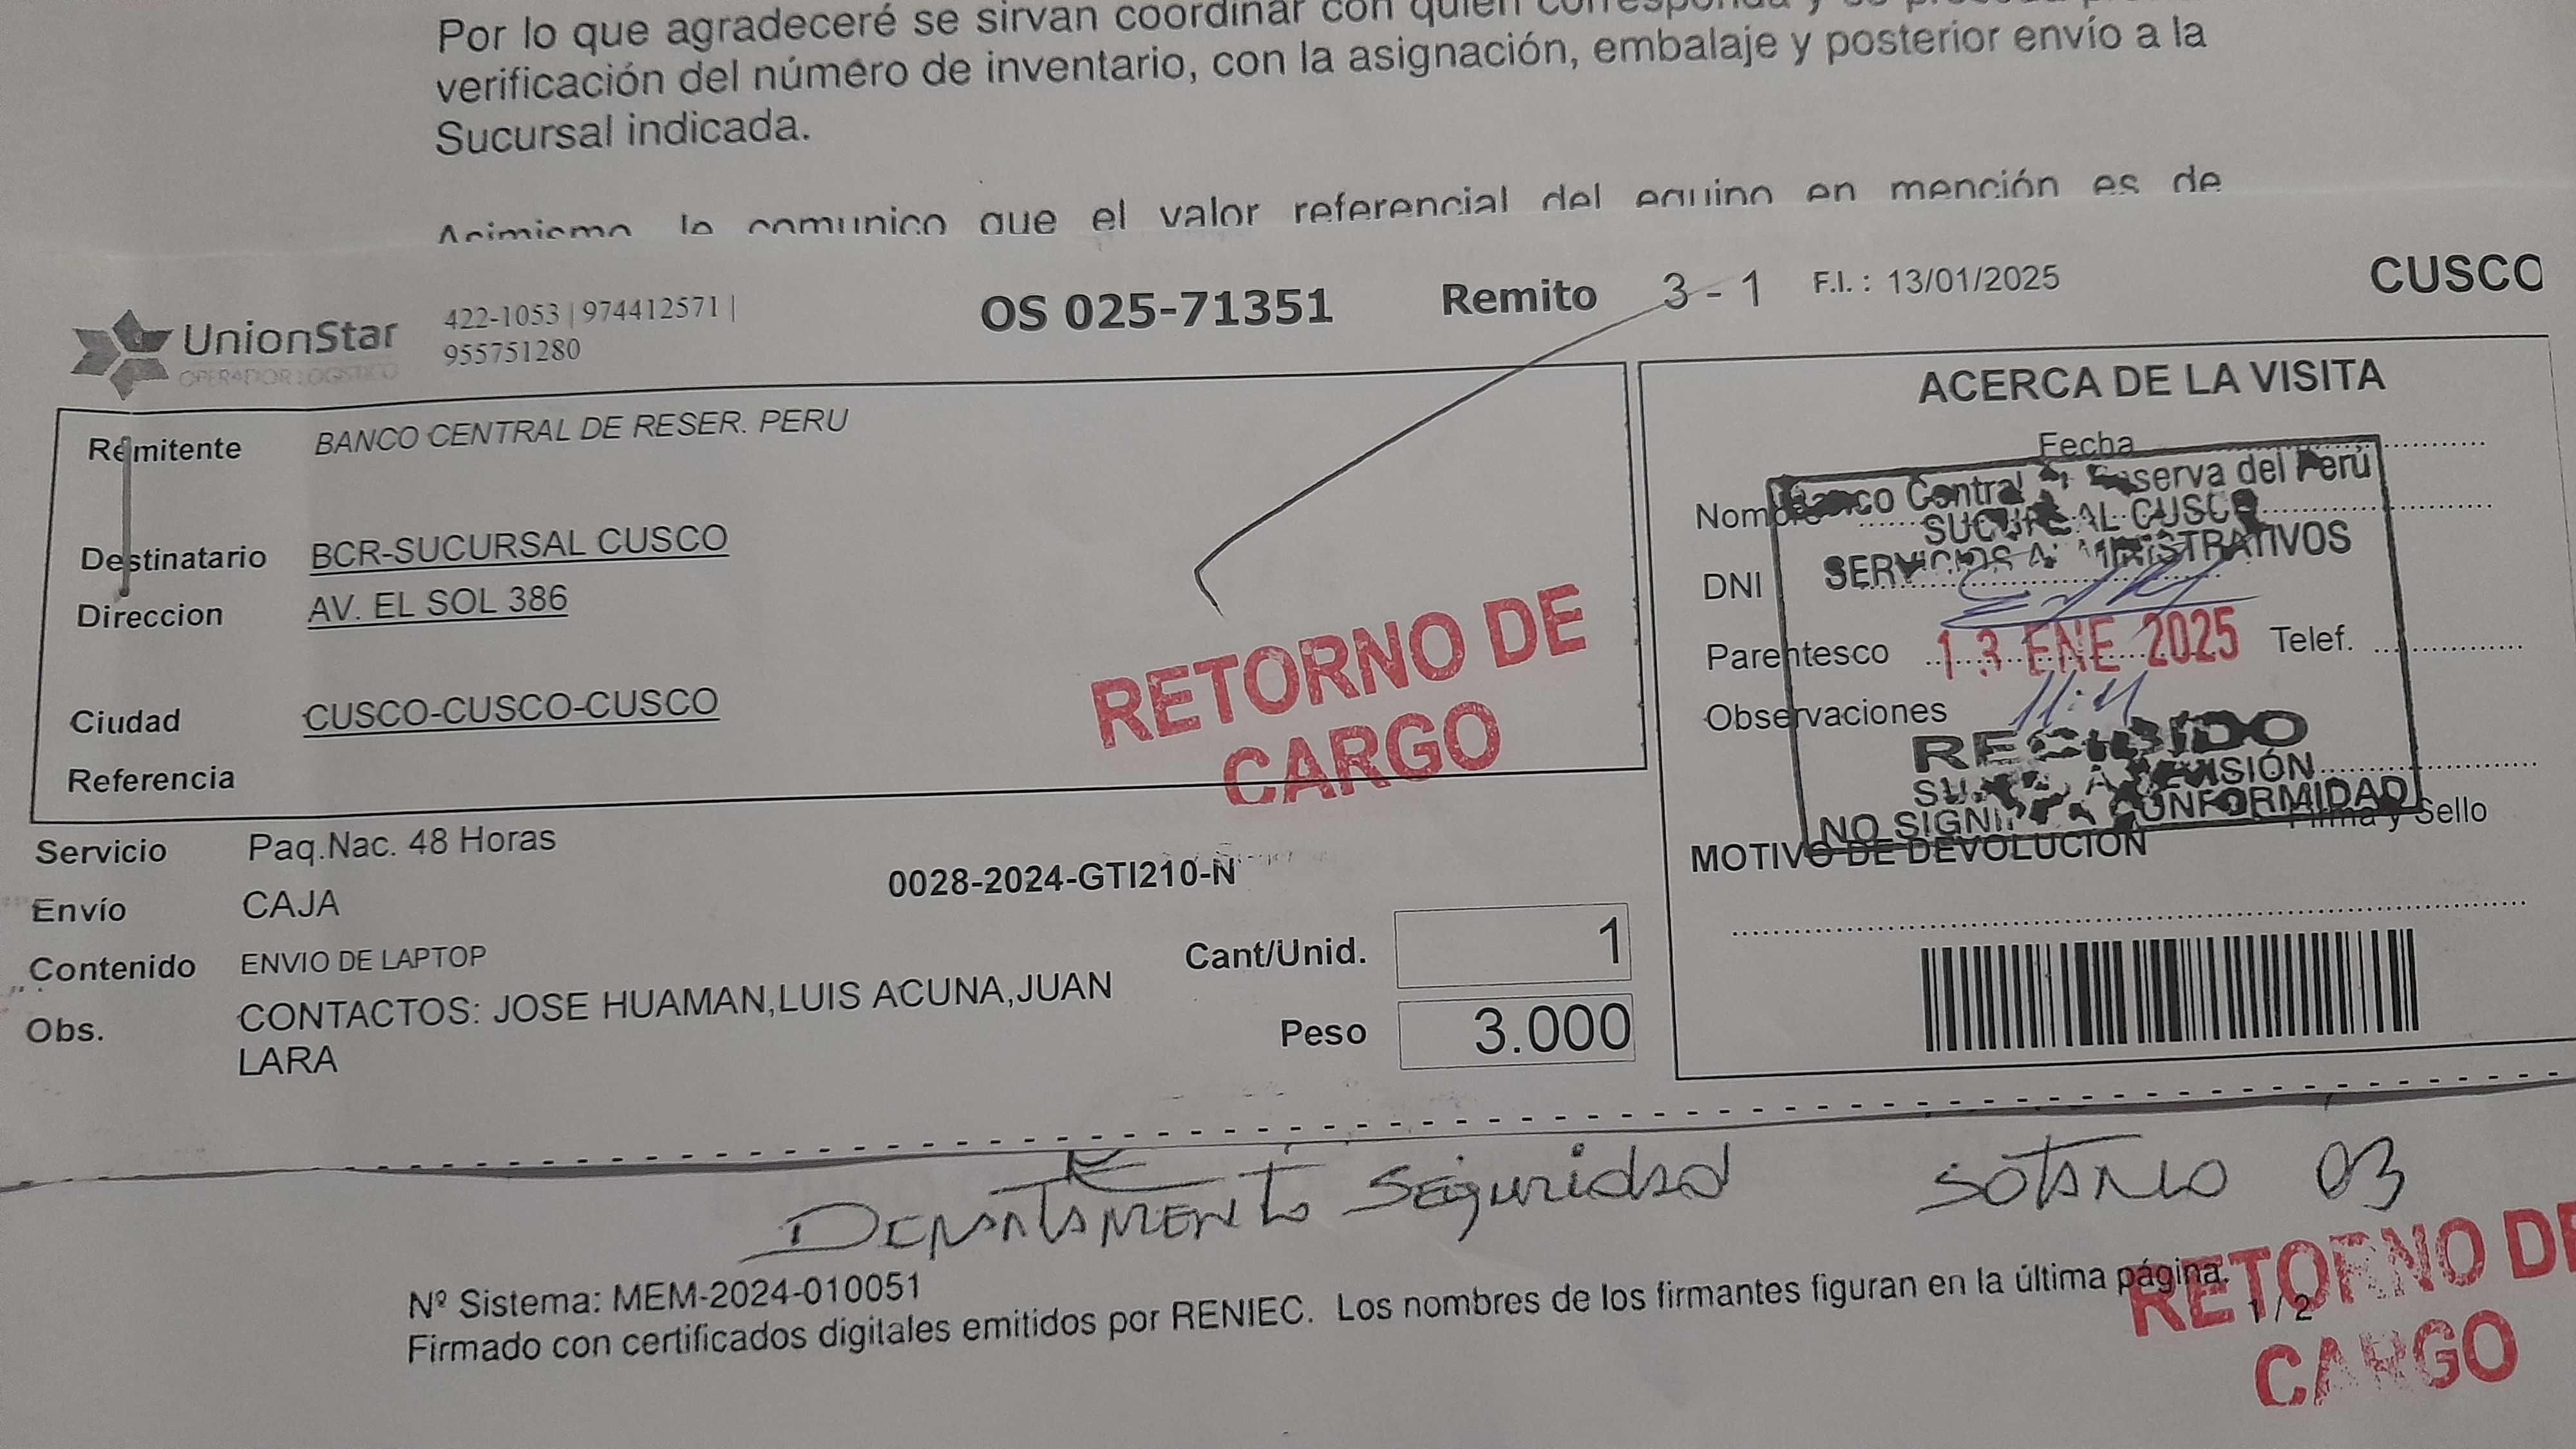 Por lo que agradeceré se sirvan coordinar con quien corresponda y se
verificación del número de inventario, con la asignación, embalaje y posterior envío a la
Sucursal indicada.
Asimismo, le comunico que el valor referencial del equipo en mención es de
UnionStar
OPERADOR LOGISTICO
422-1053 | 974412571 |
955751280
OS 025-71351
Remito 3 - 1
F.I. : 13/01/2025
CUSCO
Remitente BANCO CENTRAL DE RESER. PERU
Destinatario BCR-SUCURSAL CUSCO
Direccion AV. EL SOL 386
Ciudad CUSCO-CUSCO-CUSCO
Referencia
RETORNO DE
CARGO
Servicio Paq.Nac. 48 Horas
0028-2024-GTI210-N
Envío CAJA
Contenido ENVIO DE LAPTOP
Obs. CONTACTOS: JOSE HUAMAN,LUIS ACUNA,JUAN
LARA
Cant/Unid. 1
Peso 3.000
ACERCA DE LA VISITA
Fecha
Nombre
DNI
Parentesco
Telef.
Observaciones
Firma y Sello
MOTIVO DE DEVOLUCION
Banco Central de Reserva del Perú
SUCURSAL CUSCO
SERVICIOS ADMINISTRATIVOS
13 ENE 2025
11:11
RECIBIDO
SUJETO A REVISIÓN
NO SIGNIFICA CONFORMIDAD
Departamento Seguridad Sotano 03
Nº Sistema: MEM-2024-010051
Firmado con certificados digitales emitidos por RENIEC. Los nombres de los firmantes figuran en la última página.
1 / 2
RETORNO DE
CARGO